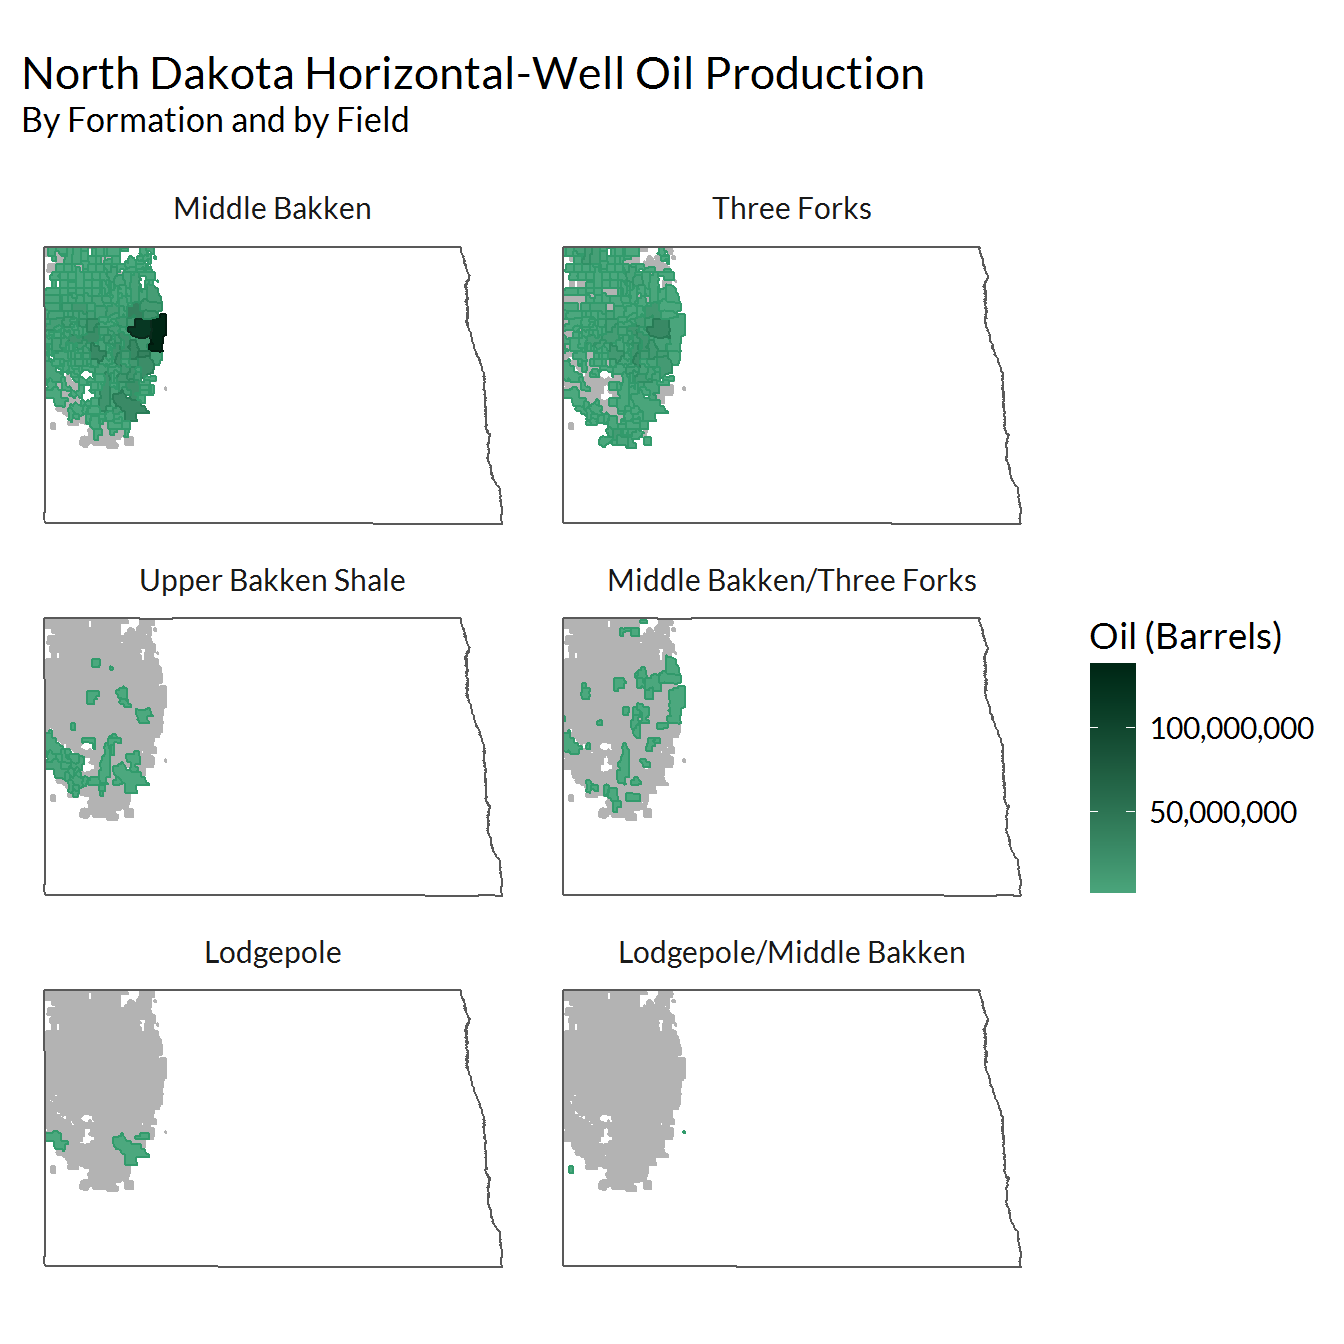 North Dakota Horizontal-Well Oil Production
By Formation and by Field
Middle Bakken
Three Forks
Upper Bakken Shale
Middle Bakken/Three Forks
Oil (Barrels)
100,000,000
50,000,000
Lodgepole
Lodgepole/Middle Bakken